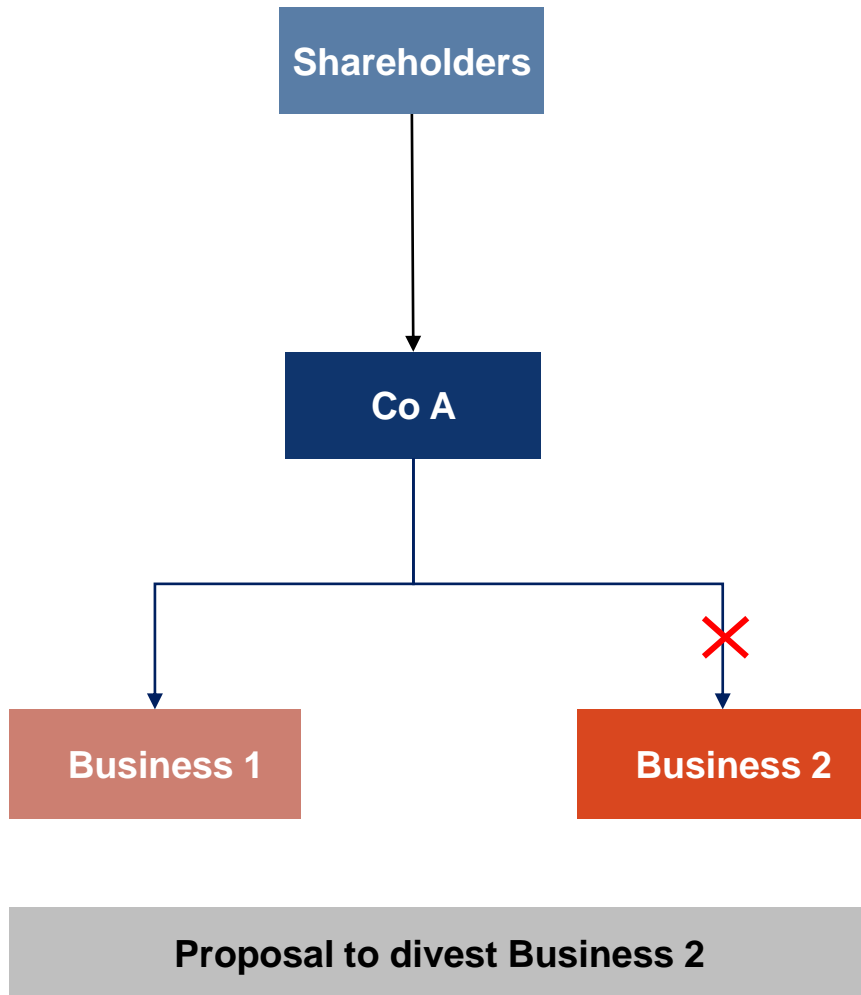 Shareholders
Co A
Business 1
Business 2
Proposal to divest Business 2